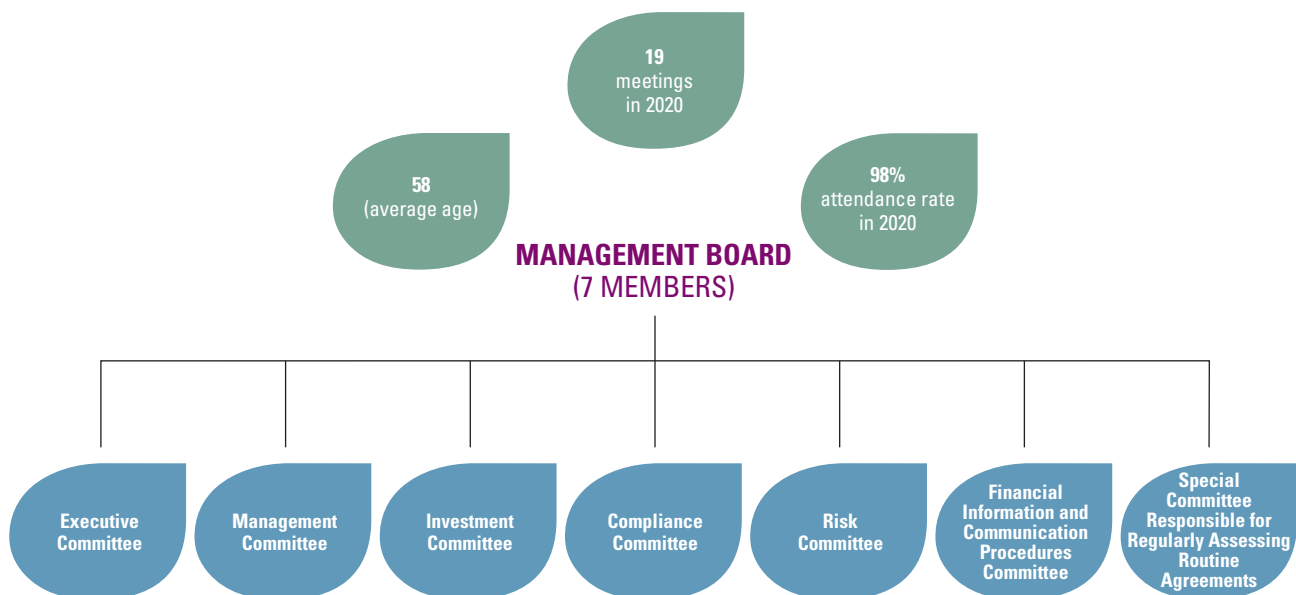 19
meetings
in 2020
58
(average age)
98%
attendance rate
in 2020
MANAGEMENT BOARD
(7 MEMBERS)
Executive
Committee
Management
Committee
Investment
Committee
Compliance
Committee
Risk
Committee
Financial
Information and
Communication
Procedures
Committee
Special
Committee
Responsible for
Regularly Assessing
Routine
Agreements